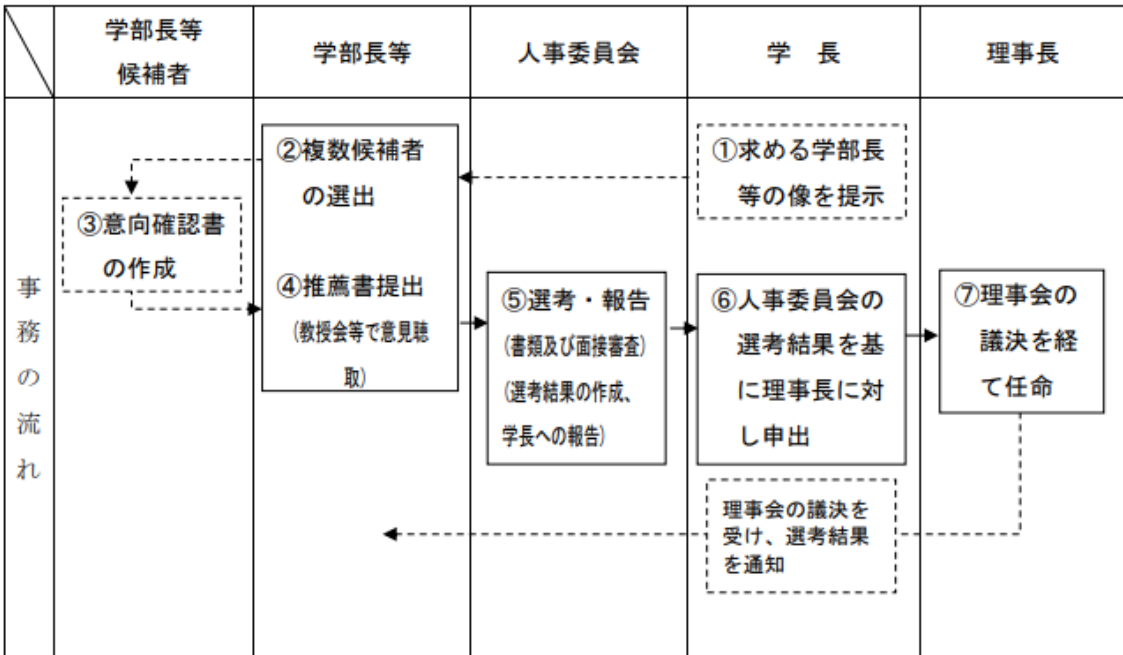 学部長等
候補者
学部長等
人事委員会
学　長
理事長
事務の流れ
①求める学部長
等の像を提示
②複数候補者
の選出
③意向確認書
の作成
④推薦書提出
(教授会等で意見聴
取)
⑤選考・報告
(書類及び面接審査)
(選考結果の作成、
学長への報告)
⑥人事委員会の
選考結果を基
に理事長に対
し申出
⑦理事会の
議決を経
て任命
理事会の議決を
受け、選考結果
を通知